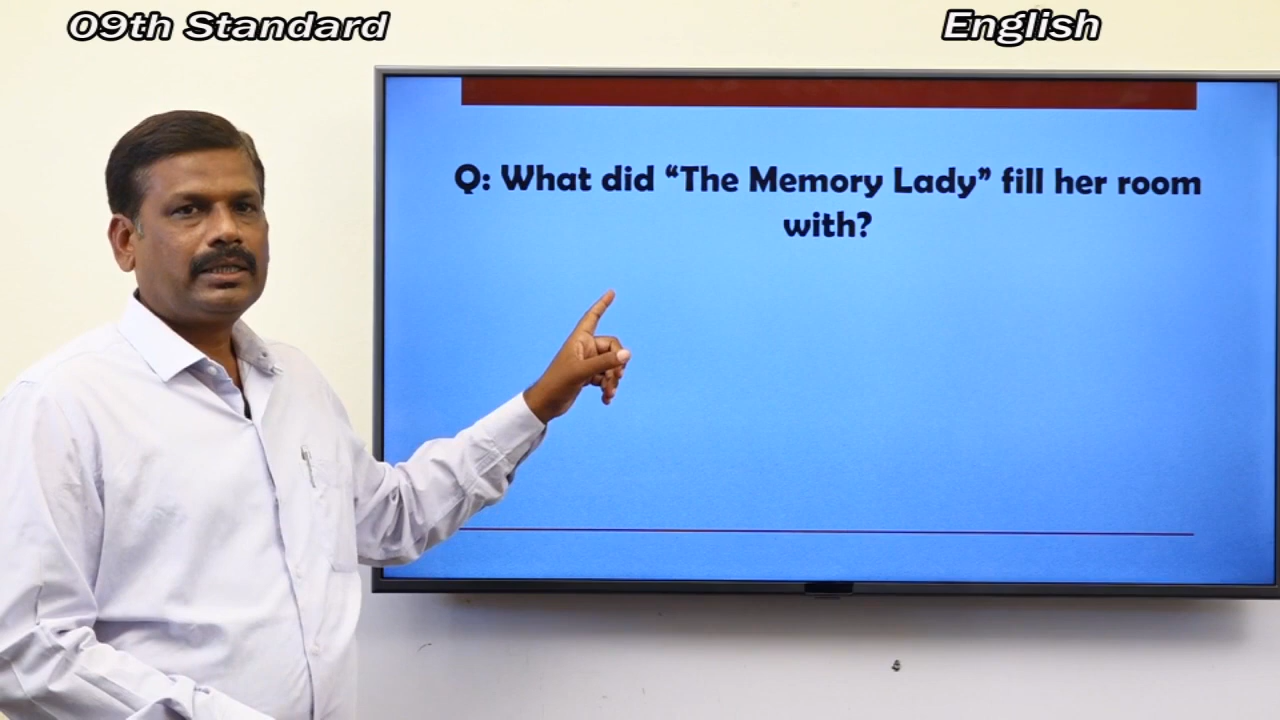 09th Standard
English
Q: What did “The Memory Lady” fill her room
with?